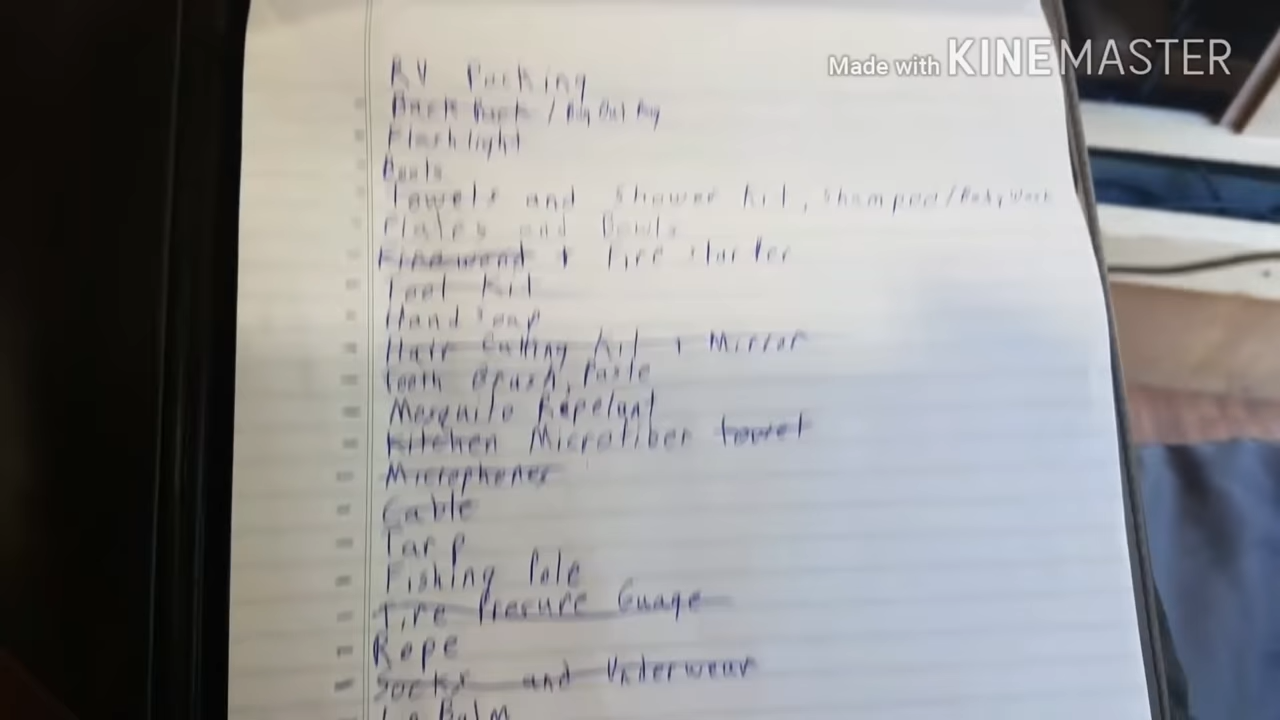 Made with KINEMASTER
RV Packing
- Back Pack / Bug Out Bag
- Flashlight
- Boots
- Towels and Shower Kit, Shampoo/Body Wash
- Plates and Bowls
- Firewood + Fire Starter
- Tool Kit
- Hand Soap
- Hair Cutting Kit + Mirror
- Tooth Brush, Paste
- Mosquito Repelant
- Kitchen Microfiber towel
- Microphones
- Cable
- Tarp
- Fishing Pole
- Tire Presure Guage
- Rope
- Socks and Underwear
Balm